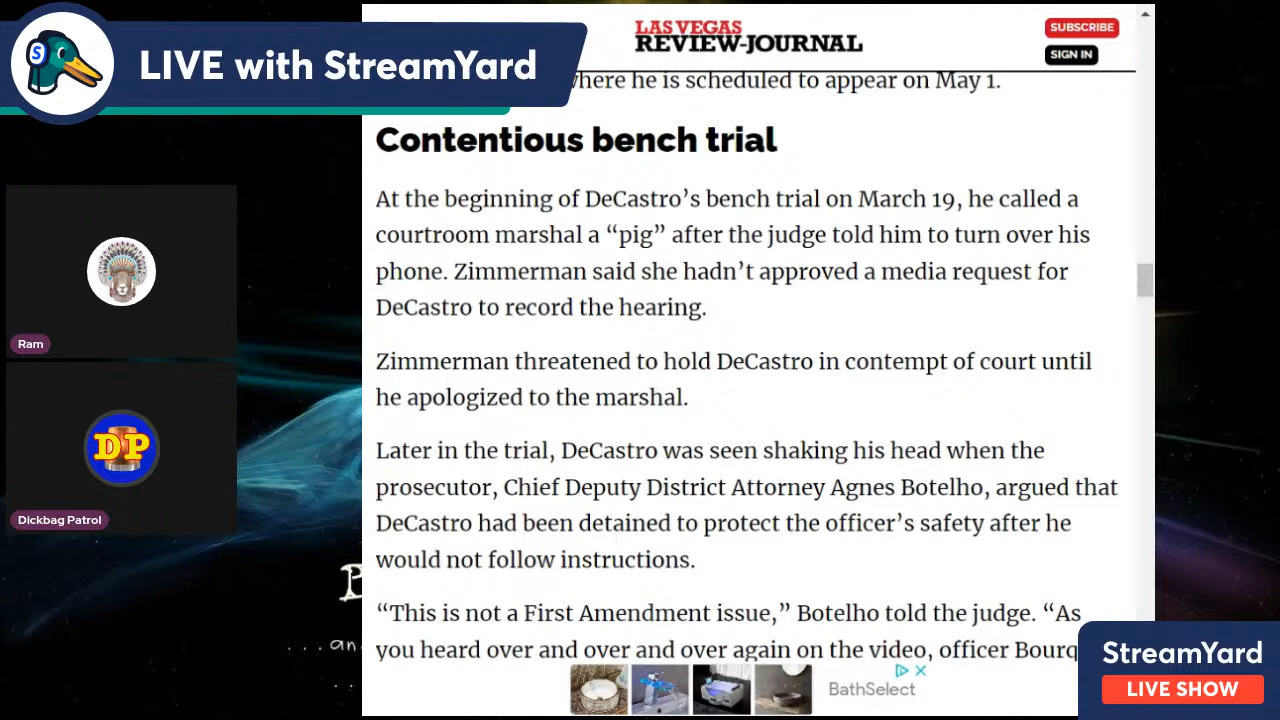 LIVE with StreamYard
S
LAS VEGAS
REVIEW-JOURNAL
SUBSCRIBE
SIGN IN
where he is scheduled to appear on May 1.
Contentious bench trial
At the beginning of DeCastro’s bench trial on March 19, he called a
courtroom marshal a “pig” after the judge told him to turn over his
phone. Zimmerman said she hadn’t approved a media request for
DeCastro to record the hearing.
Zimmerman threatened to hold DeCastro in contempt of court until
he apologized to the marshal.
Later in the trial, DeCastro was seen shaking his head when the
prosecutor, Chief Deputy District Attorney Agnes Botelho, argued that
DeCastro had been detained to protect the officer’s safety after he
would not follow instructions.
“This is not a First Amendment issue,” Botelho told the judge. “As
you heard over and over and over again on the video, officer Bourq
Ram
DP
Dickbag Patrol
...an
BathSelect
StreamYard
LIVE SHOW